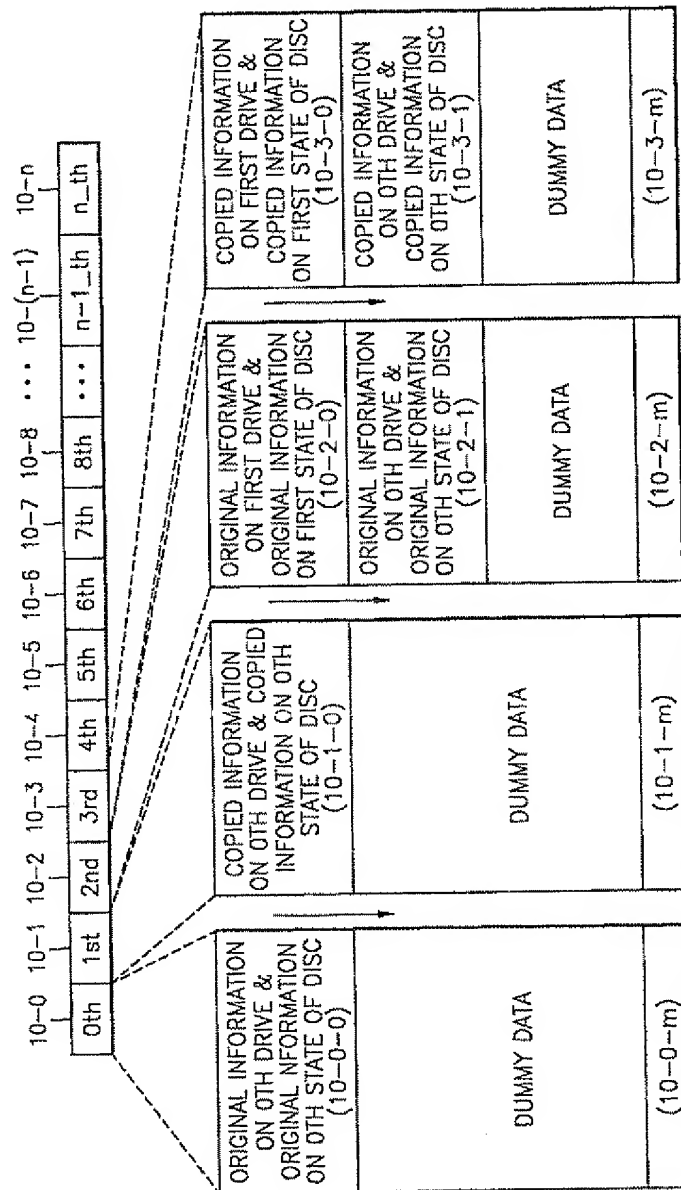 10-0 10-1 10-2 10-3 10-4 10-5 10-6 10-7 10-8 ••• 10-(n-1) 10-n
0th 1st 2nd 3rd 4th 5th 6th 7th 8th ••• n-1_th n_th
ORIGINAL INFORMATION
ON 0TH DRIVE &
ORIGINAL NFORMATION
ON 0TH STATE OF DISC
(10-0-0)
DUMMY DATA
(10-0-m)
COPIED INFORMATION
ON 0TH DRIVE & COPIED
INFORMATION ON 0TH
STATE OF DISC
(10-1-0)
DUMMY DATA
(10-1-m)
ORIGINAL INFORMATION
ON FIRST DRIVE &
ORIGINAL INFORMATION
ON FIRST STATE OF DISC
(10-2-0)
ORIGINAL INFORMATION
ON 0TH DRIVE &
ORIGINAL INFORMATION
ON 0TH STATE OF DISC
(10-2-1)
DUMMY DATA
(10-2-m)
COPIED INFORMATION
ON FIRST DRIVE &
COPIED INFORMATION
ON FIRST STATE OF DISC
(10-3-0)
COPIED INFORMATION
ON 0TH DRIVE &
COPIED INFORMATION
ON 0TH STATE OF DISC
(10-3-1)
DUMMY DATA
(10-3-m)